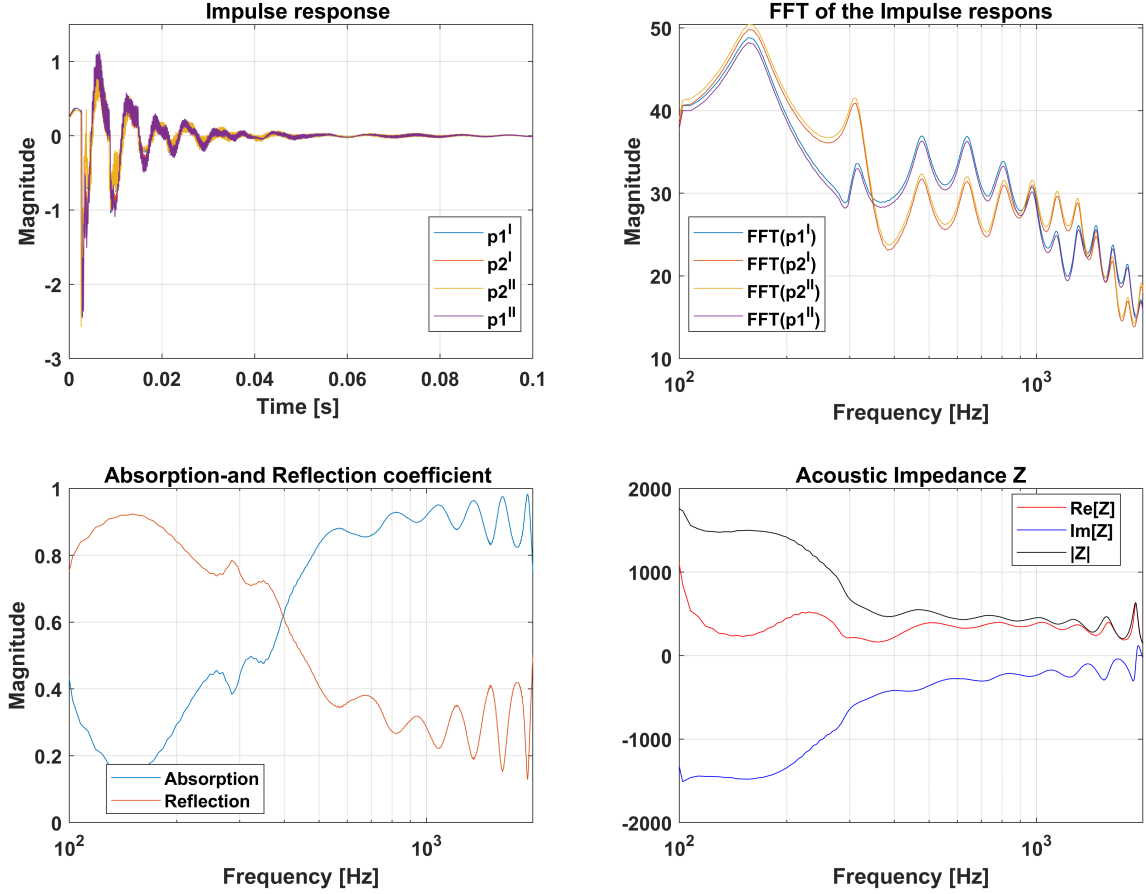 Impulse response
Magnitude
1
0
-1
-2
-3
0
0.02
0.04
0.06
0.08
0.1
Time [s]
p1^I
p2^I
p2^II
p1^II
FFT of the Impulse respons
Magnitude
50
40
30
20
10
10^2
10^3
Frequency [Hz]
FFT(p1^I)
FFT(p2^I)
FFT(p2^II)
FFT(p1^II)
Absorption-and Reflection coefficient
Magnitude
1
0.8
0.6
0.4
0.2
0
10^2
10^3
Frequency [Hz]
Absorption
Reflection
Acoustic Impedance Z
2000
1000
0
-1000
-2000
10^2
10^3
Frequency [Hz]
Re[Z]
Im[Z]
|Z|